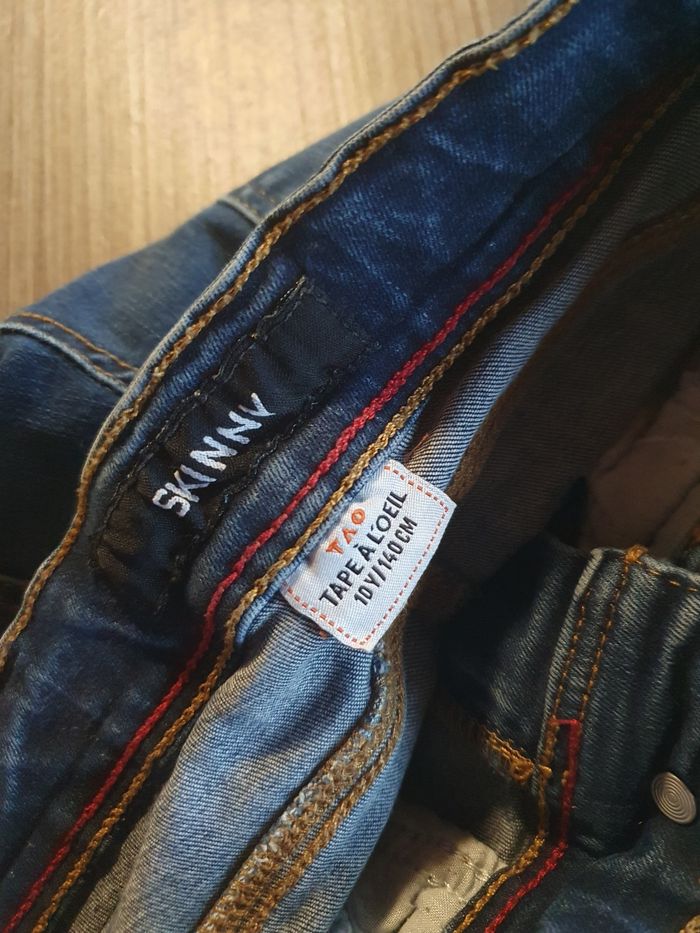 SKINNY
TAO
TAPE À L'OEIL
10Y/140CM